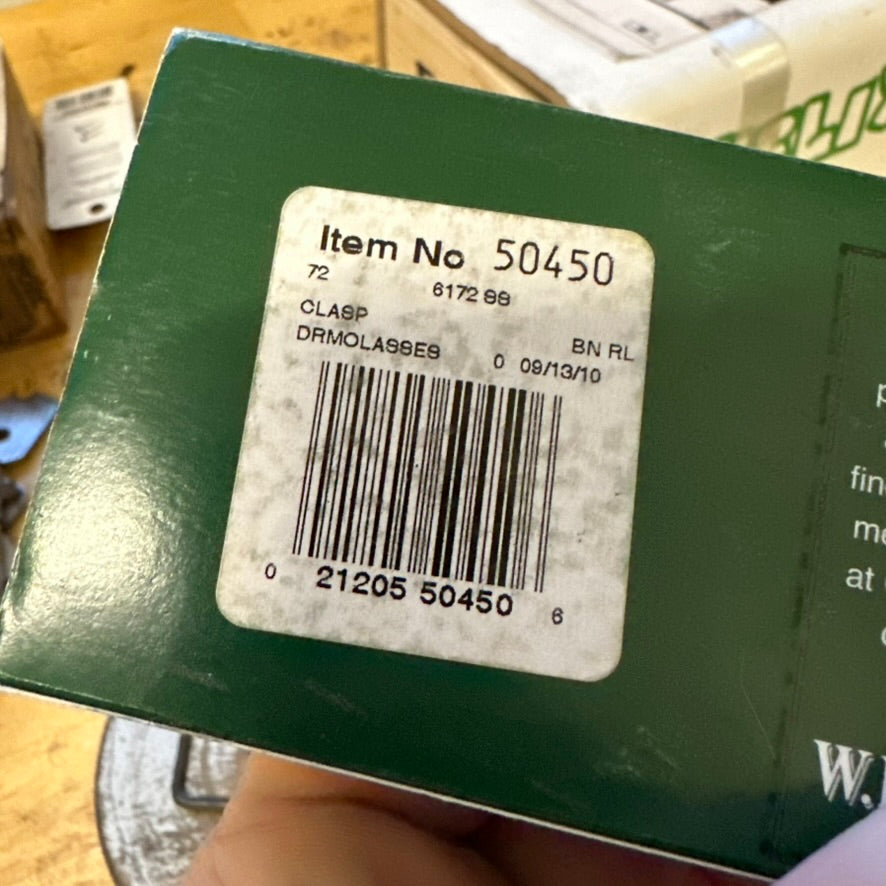 Item No 50450
72 6172 SS
CLASP BN RL
DRMOLASSES 0 09/13/10
0 21205 50450 6
fin
me
at
W.